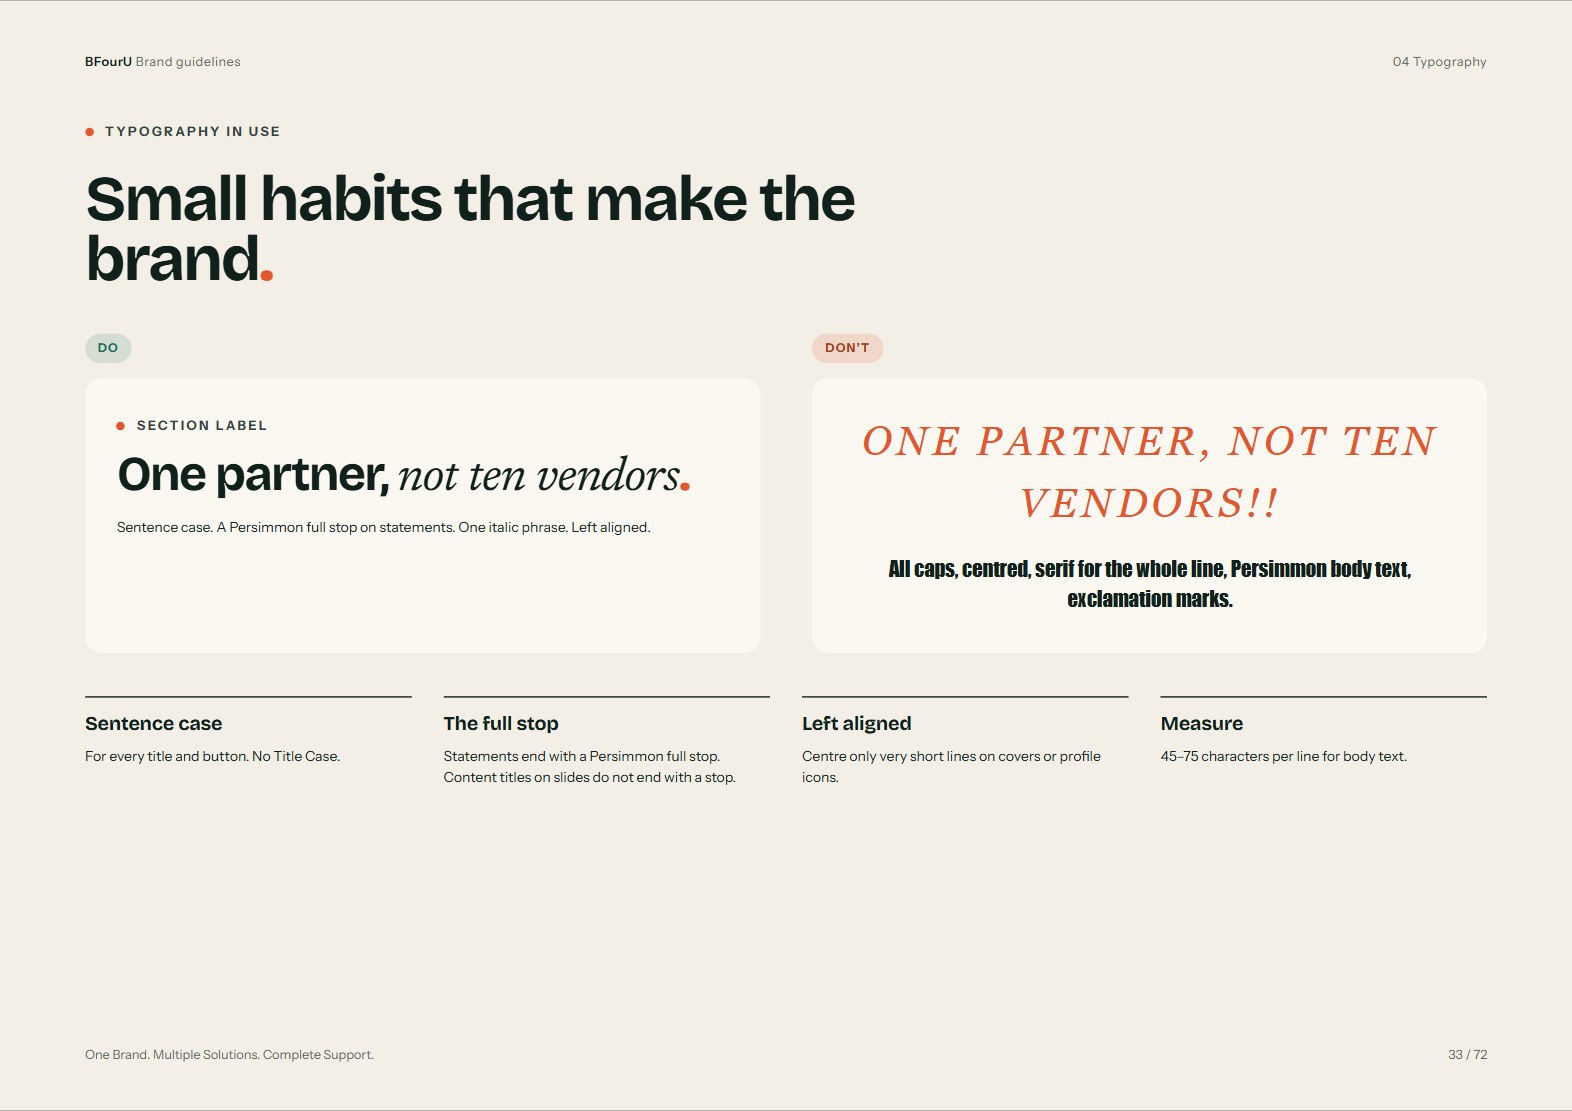 BFourU Brand guidelines
04 Typography
TYPOGRAPHY IN USE
Small habits that make the
brand.
DO
SECTION LABEL
One partner, not ten vendors.
Sentence case. A Persimmon full stop on statements. One italic phrase. Left aligned.
DON'T
ONE PARTNER, NOT TEN
VENDORS!!
All caps, centred, serif for the whole line, Persimmon body text,
exclamation marks.
Sentence case
For every title and button. No Title Case.
The full stop
Statements end with a Persimmon full stop.
Content titles on slides do not end with a stop.
Left aligned
Centre only very short lines on covers or profile
icons.
Measure
45–75 characters per line for body text.
One Brand. Multiple Solutions. Complete Support.
33 / 72